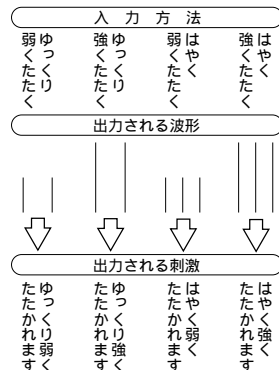 入力方法
ゆっくり
弱くたたく
ゆっくり
強くたたく
はやく
弱くたたく
はやく
強くたたく
出力される波形
出力される刺激
ゆっくり弱く
たたかれます
ゆっくり強く
たたかれます
はやく弱く
たたかれます
はやく強く
たたかれます